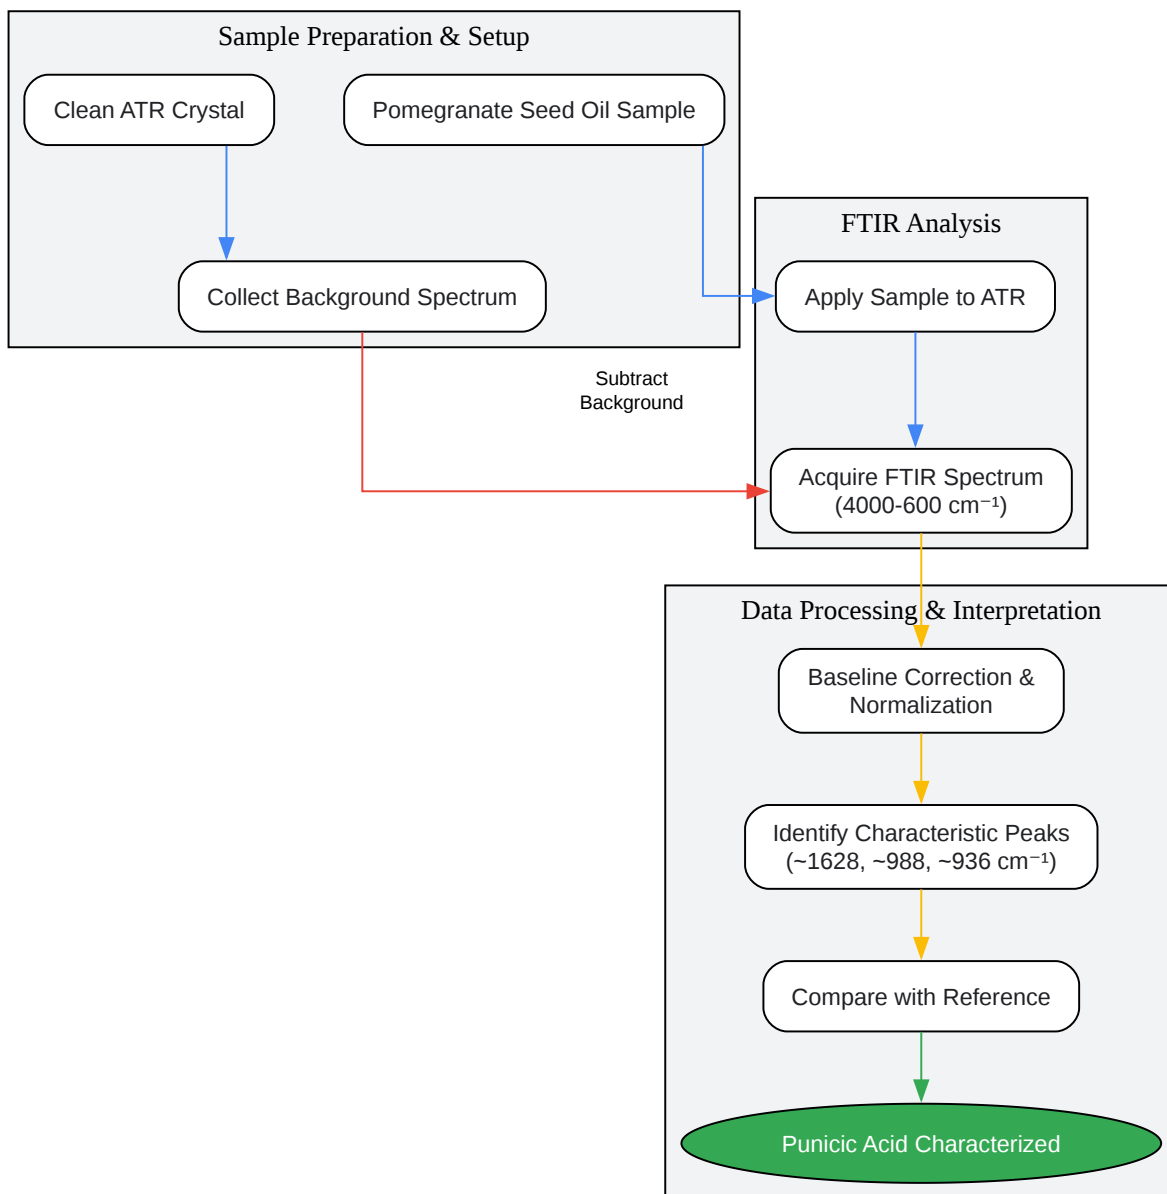 Sample Preparation & Setup
Clean ATR Crystal
Pomegranate Seed Oil Sample
Collect Background Spectrum
FTIR Analysis
Apply Sample to ATR
Subtract
Background
Acquire FTIR Spectrum
(4000-600 cm⁻¹)
Data Processing & Interpretation
Baseline Correction &
Normalization
Identify Characteristic Peaks
(~1628, ~988, ~936 cm⁻¹)
Compare with Reference
Punicic Acid Characterized